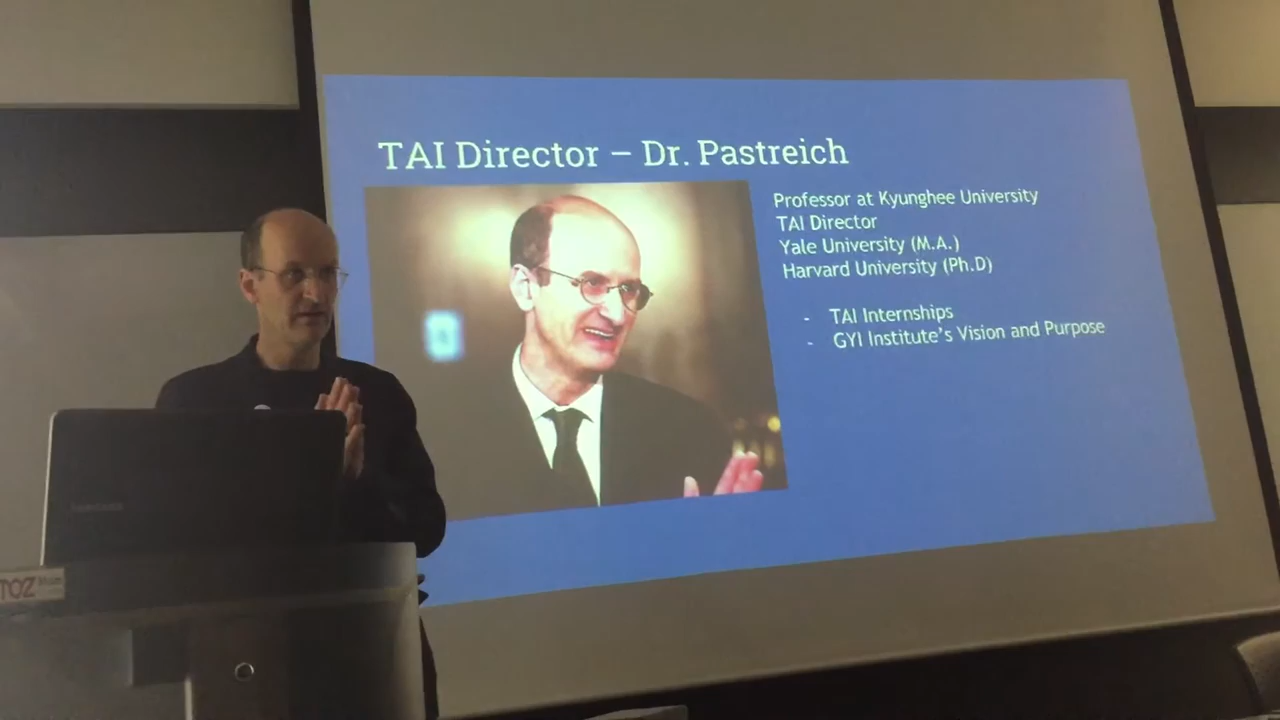 TAI Director – Dr. Pastreich
Professor at Kyunghee University
TAI Director
Yale University (M.A.)
Harvard University (Ph.D)
- TAI Internships
- GYI Institute's Vision and Purpose
TOZ